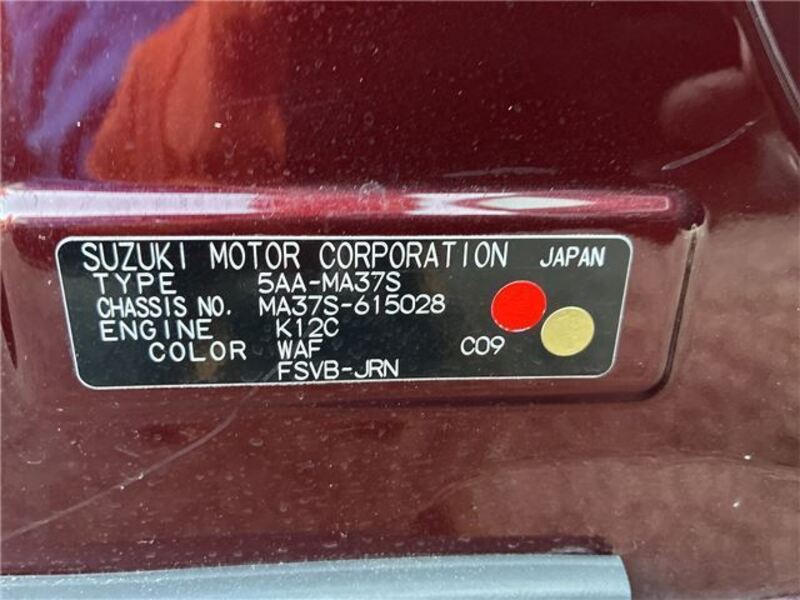 SUZUKI MOTOR CORPORATION JAPAN
TYPE 5AA-MA37S
CHASSIS NO. MA37S-615028
ENGINE K12C
COLOR WAF C09
FSVB-JRN